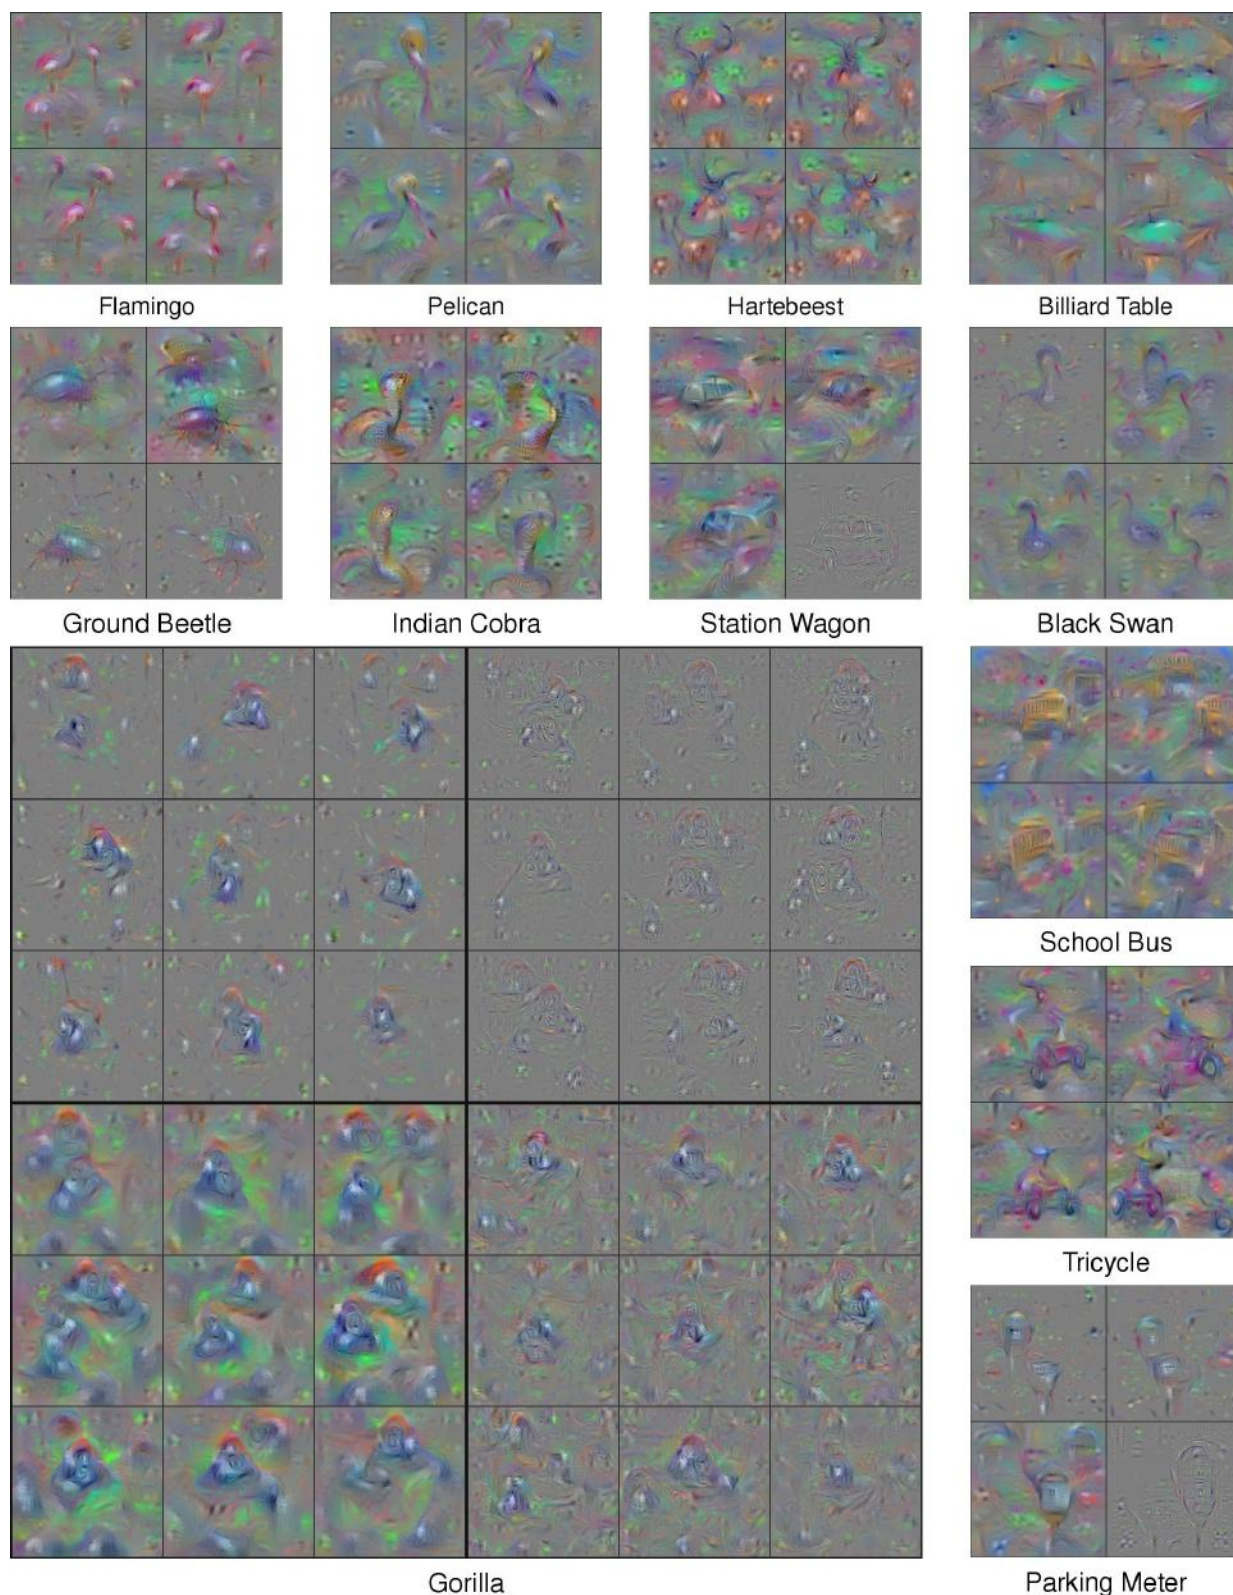 Flamingo
Pelican
Hartebeest
Billiard Table
Ground Beetle
Indian Cobra
Station Wagon
Black Swan
School Bus
Tricycle
Gorilla
Parking Meter